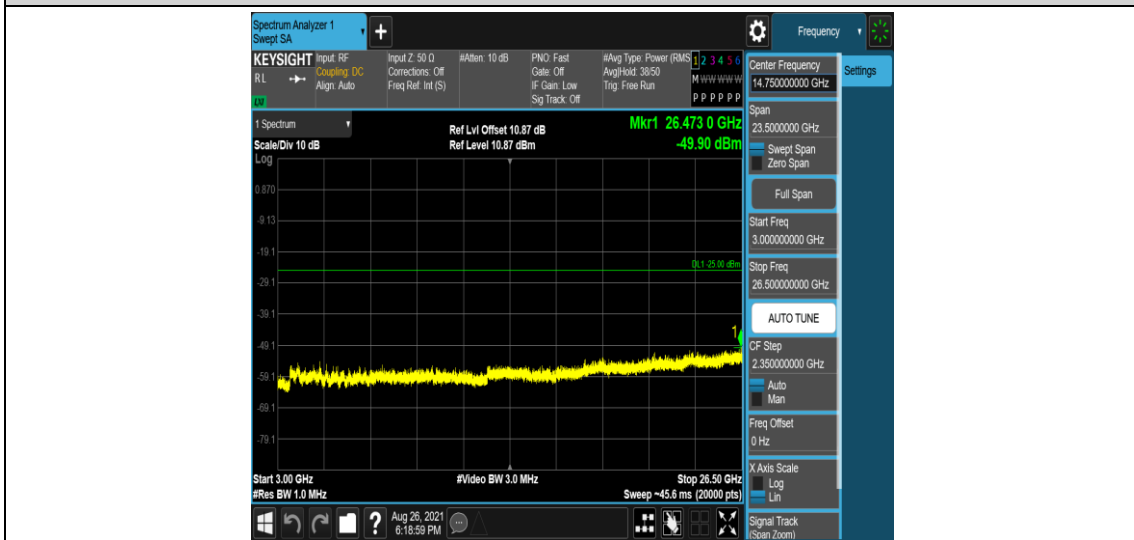 Spectrum Analyzer 1
Swept SA
+
Frequency
KEYSIGHT
RL
LXI
Input: RF
Coupling: DC
Align: Auto
Input Z: 50 Ω
Corrections: Off
Freq Ref: Int (S)
#Atten: 10 dB
PNO: Fast
Gate: Off
IF Gain: Low
Sig Track: Off
#Avg Type: Power (RMS
Avg|Hold: 38/50
Trig: Free Run
1 2 3 4 5 6
M W W W W W
P P P P P P
1 Spectrum
Scale/Div 10 dB
Log
Ref Lvl Offset 10.87 dB
Ref Level 10.87 dBm
Mkr1 26.473 0 GHz
-49.90 dBm
0.870
-9.13
-19.1
DL1 -25.00 dBm
-29.1
-39.1
1
-49.1
-59.1
-69.1
-79.1
Start 3.00 GHz
#Res BW 1.0 MHz
#Video BW 3.0 MHz
Stop 26.50 GHz
Sweep ~45.6 ms (20000 pts)
?
Aug 26, 2021
6:18:59 PM
Center Frequency
14.750000000 GHz
Settings
Span
23.5000000 GHz
Swept Span
Zero Span
Full Span
Start Freq
3.000000000 GHz
Stop Freq
26.500000000 GHz
AUTO TUNE
CF Step
2.350000000 GHz
Auto
Man
Freq Offset
0 Hz
X Axis Scale
Log
Lin
Signal Track
(Span Zoom)